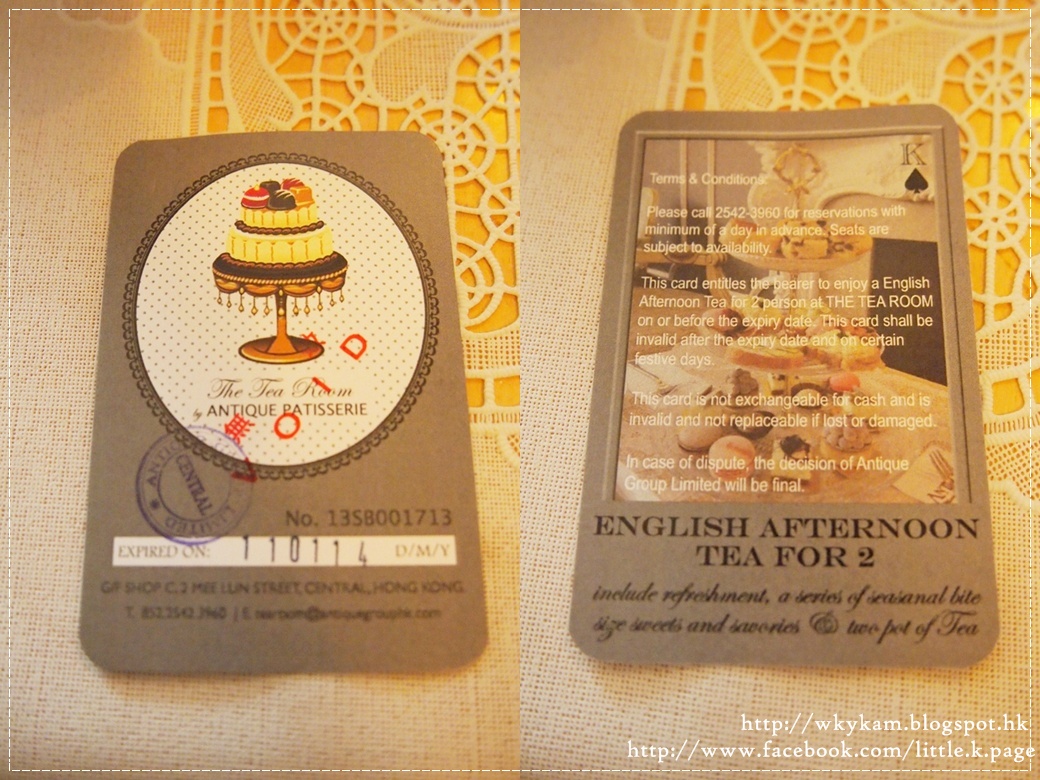 The Tea Room
by ANTIQUE PATISSERIE
VOID
CENTRAL
LIMITED
No. 13SB001713
EXPIRED ON: 110114 D/M/Y
G/F SHOP C, 2 MEE LUN STREET, CENTRAL, HONG KONG.
T. 852.2542.3960 | E. tearoom@antiquegrouphk.com
K
Terms & Conditions:
Please call 2542-3960 for reservations with
minimum of a day in advance. Seats are
subject to availability.
This card entitles the bearer to enjoy a English
Afternoon Tea for 2 person at THE TEA ROOM
on or before the expiry date. This card shall be
invalid after the expiry date and on certain
festive days.
This card is not exchangeable for cash and is
invalid and not replaceable if lost or damaged.
In case of dispute, the decision of Antique
Group Limited will be final.
ENGLISH AFTERNOON
TEA FOR 2
include refreshment, a series of seasanal bite
size sweets and savories & two pot of Tea
http://wkykam.blogspot.hk
http://www.facebook.com/little.k.page